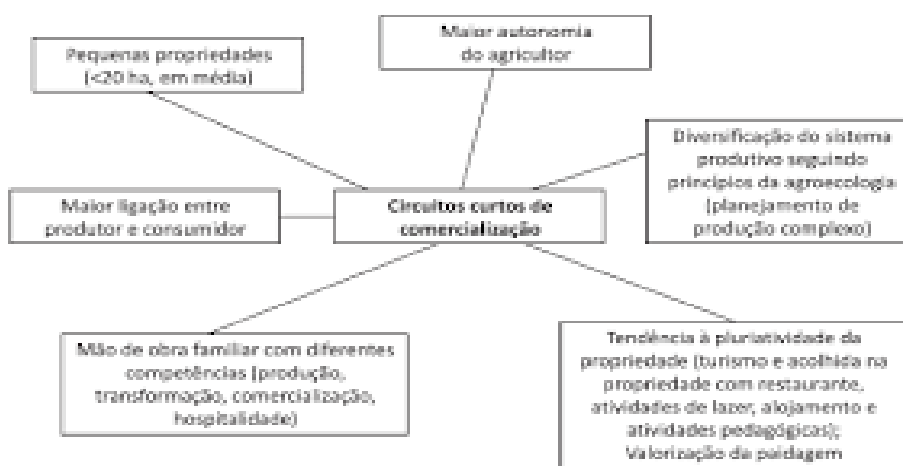 Pequenas propriedades
(<20 ha, em média)
Maior autonomia
do agricultor
Diversificação do sistema
produtivo seguindo
princípios da agroecologia
(planejamento de
produção complexo)
Maior ligação entre
produtor e consumidor
Circuitos curtos de
comercialização
Mão de obra familiar com diferentes
competências (produção,
transformação, comercialização,
hospitalidade)
Tendência à pluriatividade da
propriedade (turismo e acolhida na
propriedade com restaurante,
atividades de lazer, alojamento e
atividades pedagógicas);
Valorização da paidagem